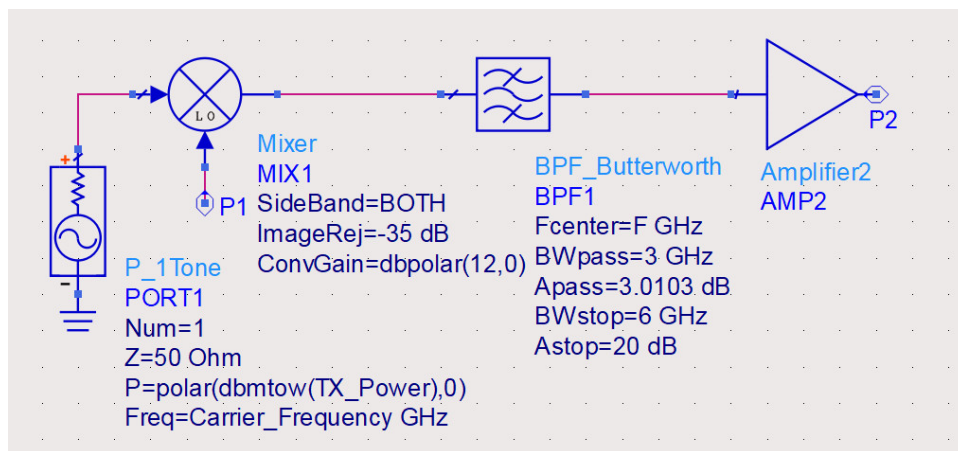 LO
P2
P1
Mixer
MIX1
SideBand=BOTH
ImageRej=-35 dB
ConvGain=dbpolar(12,0)
BPF_Butterworth
BPF1
Fcenter=F GHz
BWpass=3 GHz
Apass=3.0103 dB
BWstop=6 GHz
Astop=20 dB
Amplifier2
AMP2
+
-
P_1Tone
PORT1
Num=1
Z=50 Ohm
P=polar(dbmtow(TX_Power),0)
Freq=Carrier_Frequency GHz